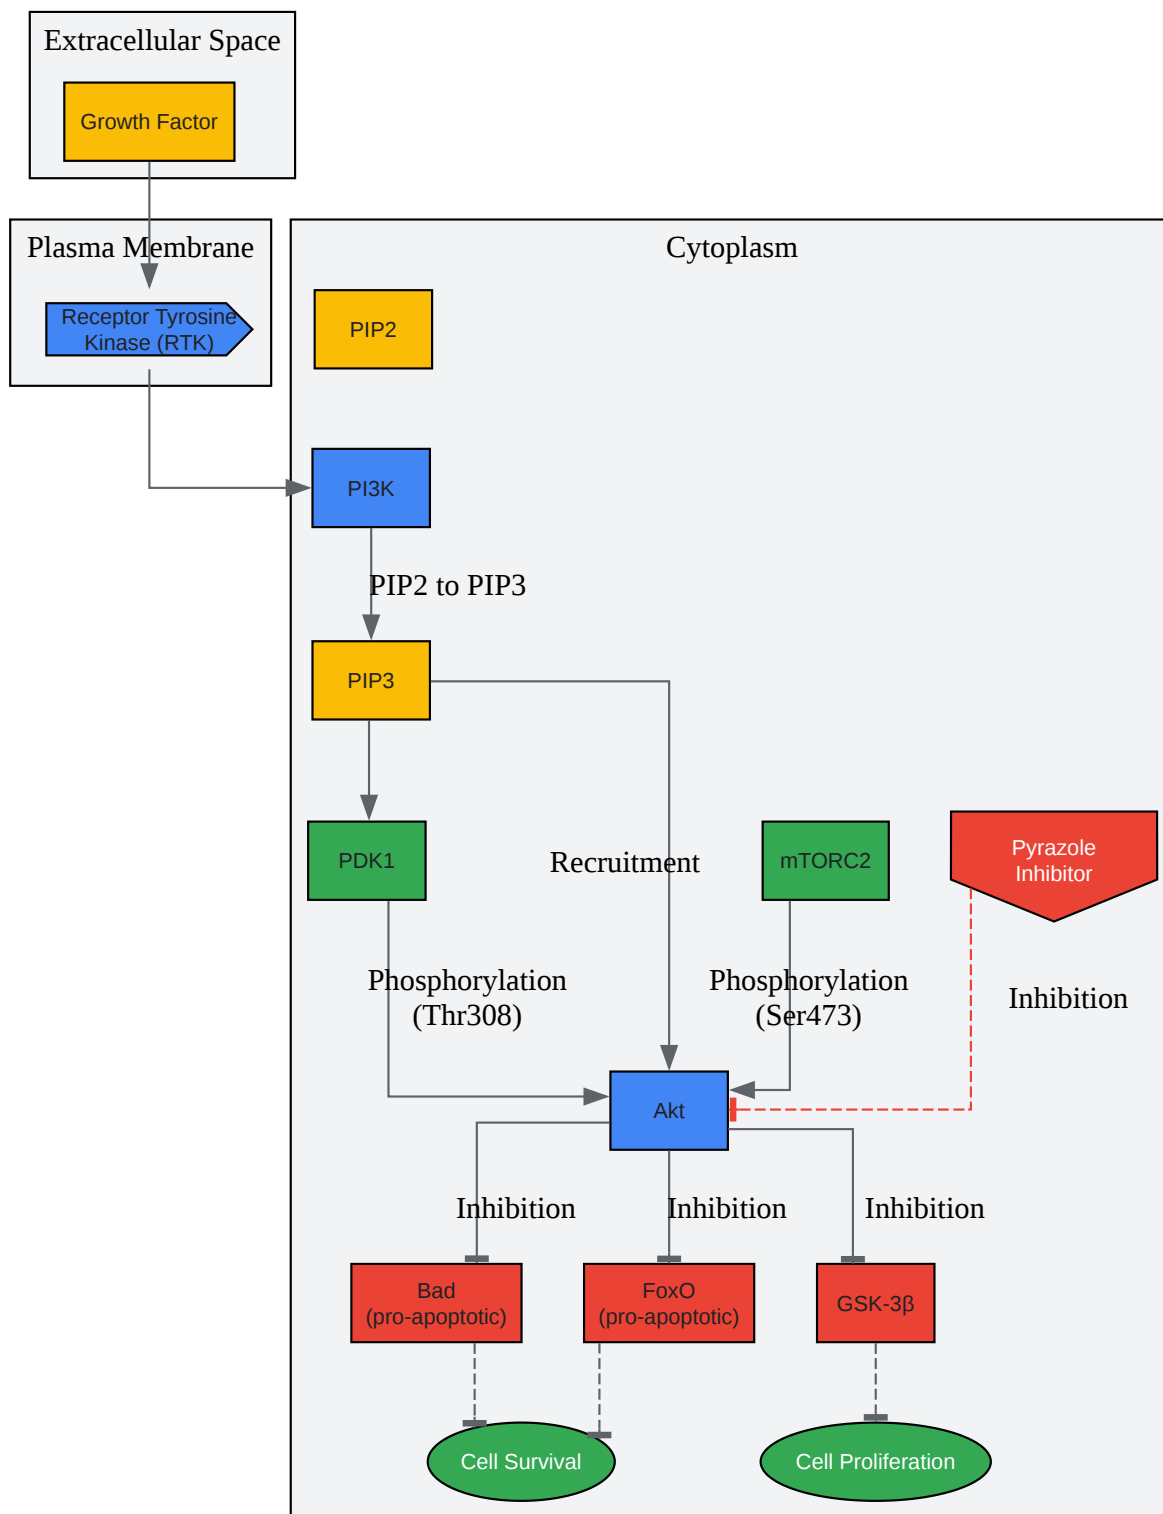 Extracellular Space
Growth Factor
Plasma Membrane
Receptor Tyrosine
Kinase (RTK)
Cytoplasm
PIP2
PI3K
PIP2 to PIP3
PIP3
PDK1
Recruitment
mTORC2
Pyrazole
Inhibitor
Phosphorylation
(Thr308)
Phosphorylation
(Ser473)
Inhibition
Akt
Inhibition
Inhibition
Inhibition
Bad
(pro-apoptotic)
FoxO
(pro-apoptotic)
GSK-3β
Cell Survival
Cell Proliferation